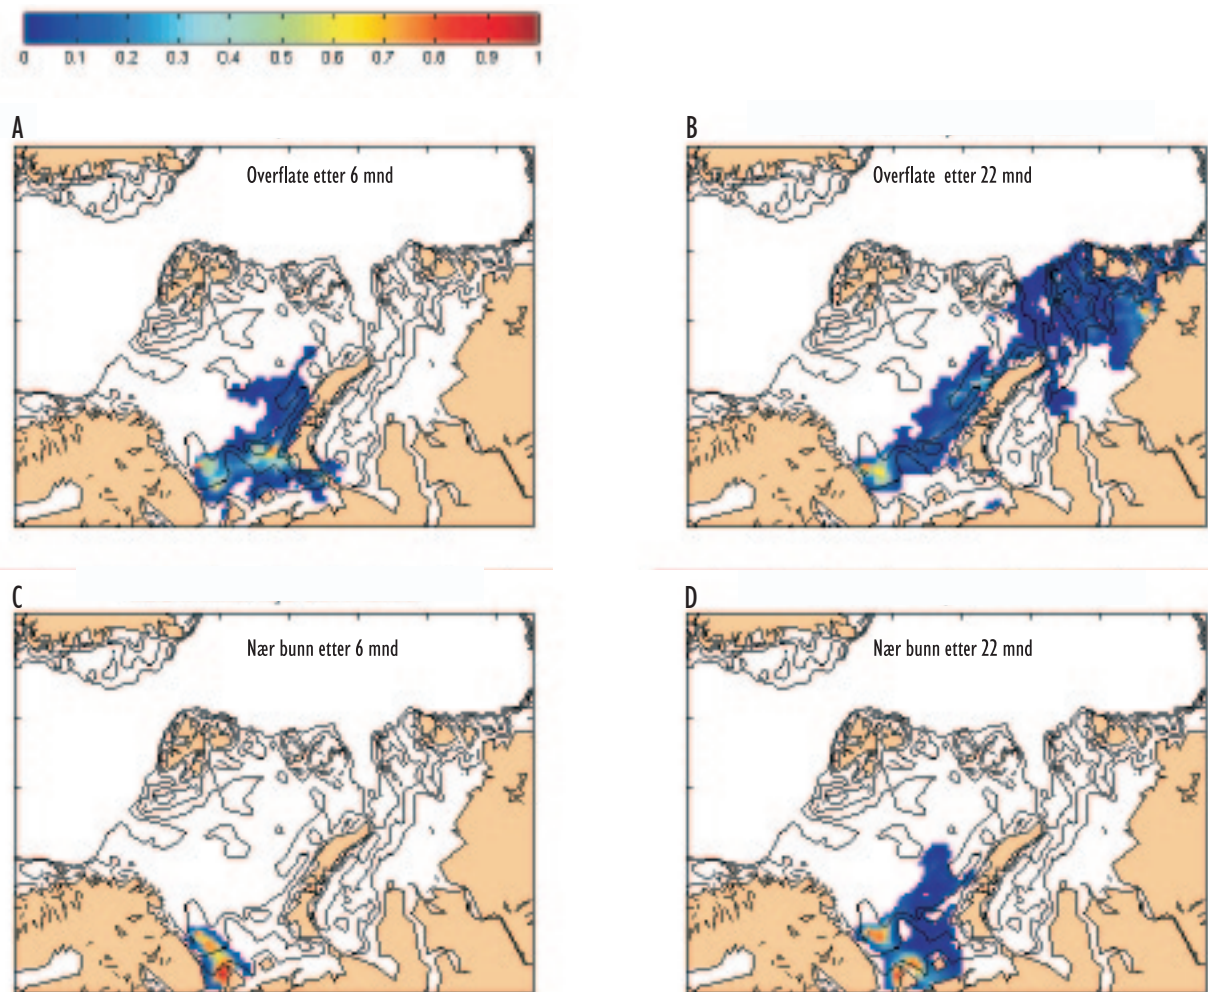 0 0.1 0.2 0.3 0.4 0.5 0.6 0.7 0.8 0.9 1
A
Overflate etter 6 mnd
B
Overflate etter 22 mnd
C
Nær bunn etter 6 mnd
D
Nær bunn etter 22 mnd